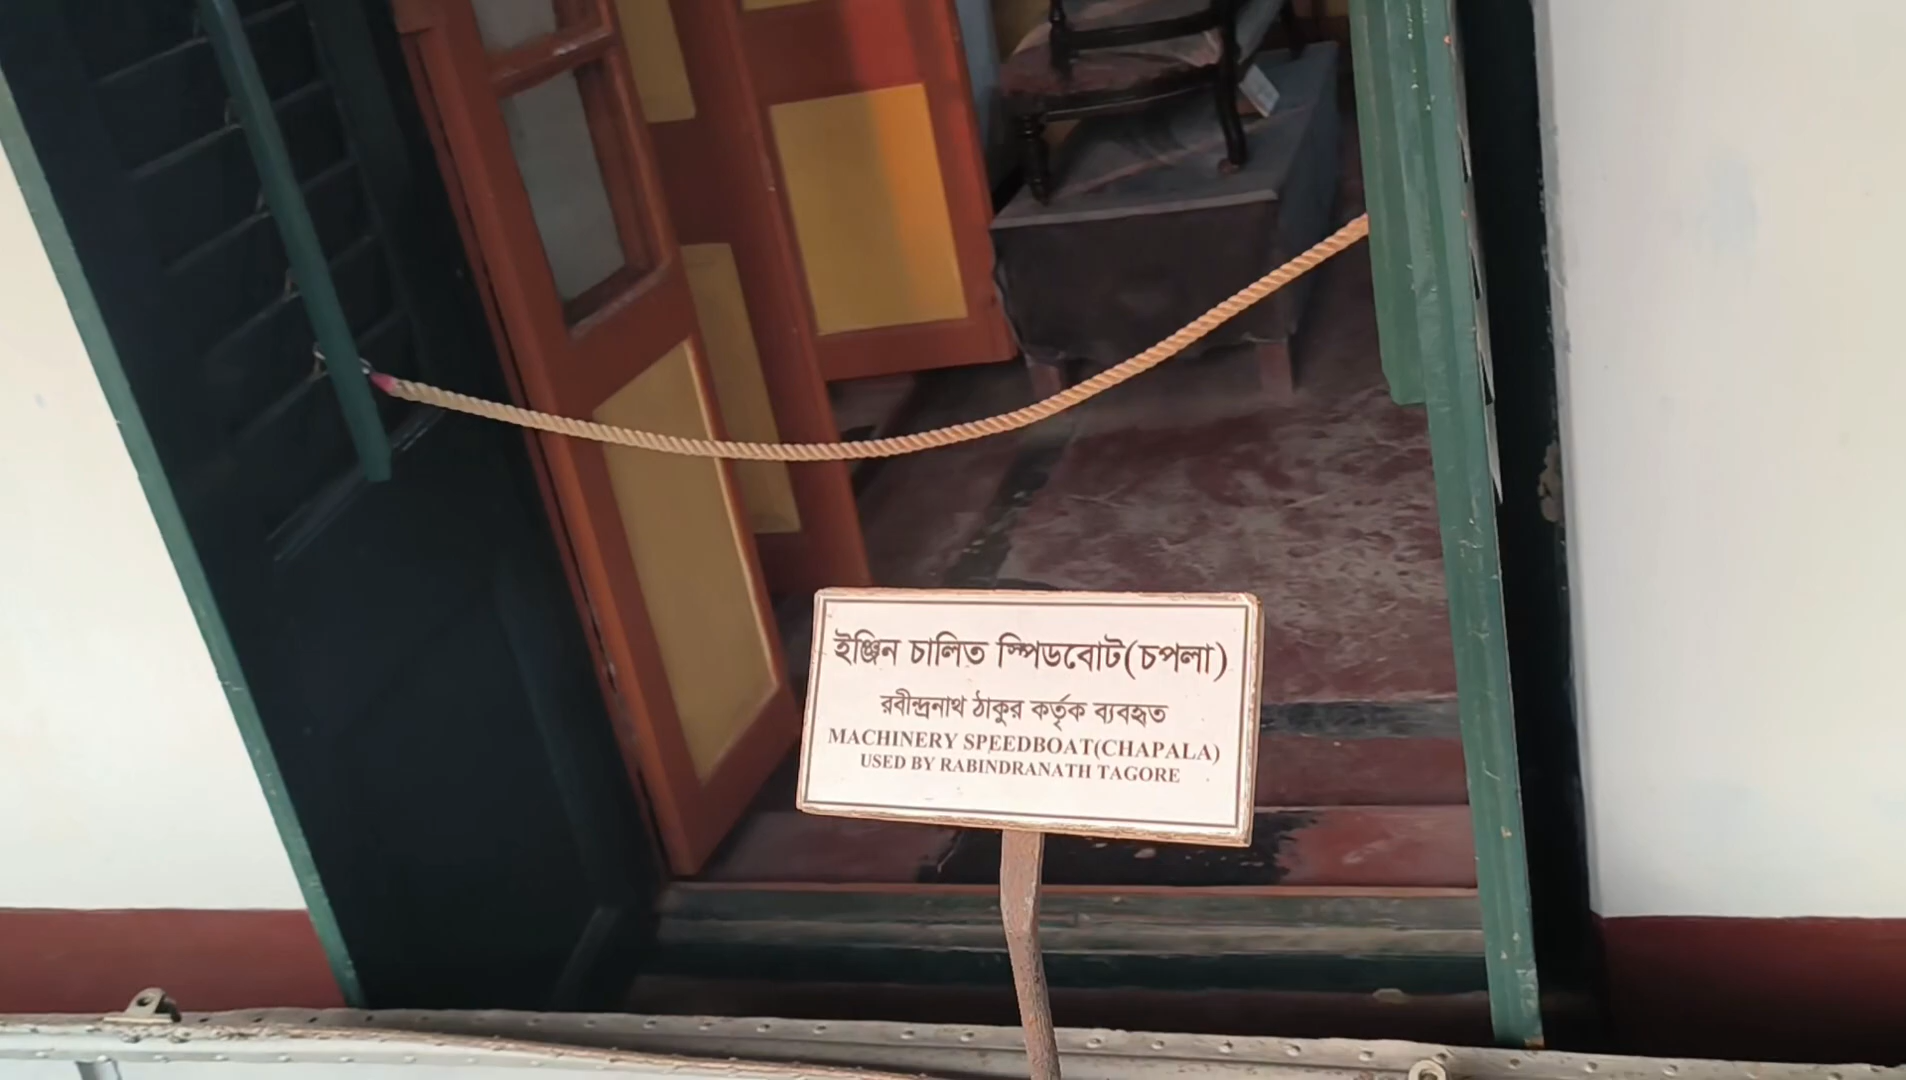 ইঞ্জিন চালিত স্পিডবোট(চপলা)
রবীন্দ্রনাথ ঠাকুর কর্তৃক ব্যবহৃত
MACHINERY SPEEDBOAT(CHAPALA)
USED BY RABINDRANATH TAGORE